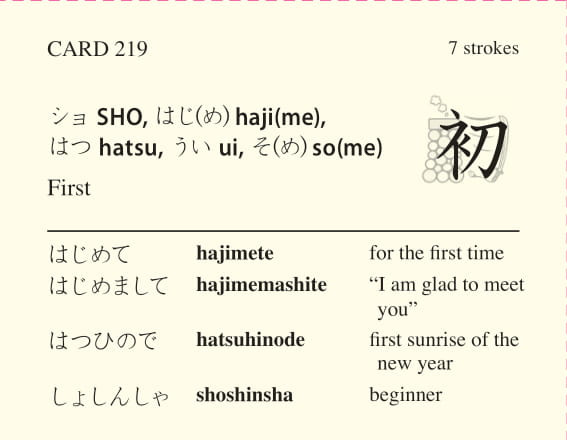 CARD 219 7 strokes
ショ SHO, はじ(め) haji(me),
はつ hatsu, うい ui, そ(め) so(me)
初
First
はじめて hajimete for the first time
はじめまして hajimemashite “I am glad to meet
you”
はつひので hatsuhinode first sunrise of the
new year
しょしんしゃ shoshinsha beginner